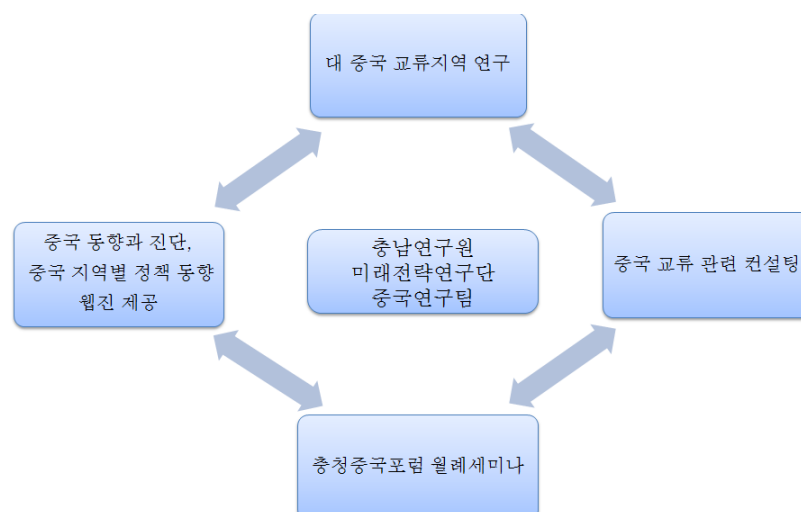 대 중국 교류지역 연구
중국 동향과 진단,
중국 지역별 정책 동향
웹진 제공
충남연구원
미래전략연구단
중국연구팀
중국 교류 관련 컨설팅
충청중국포럼 월례세미나